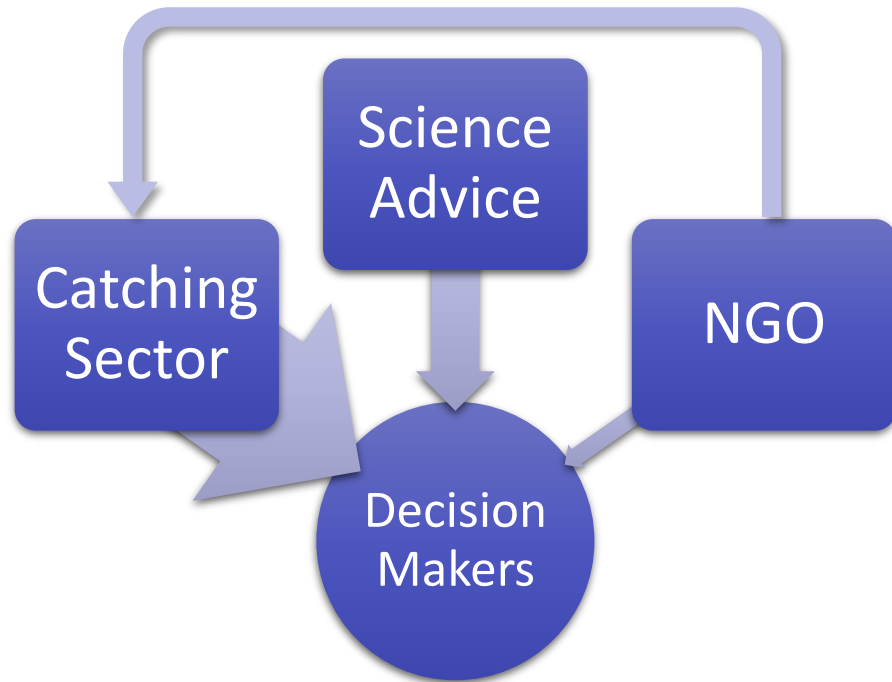 Science
Advice
Catching
Sector
NGO
Decision
Makers